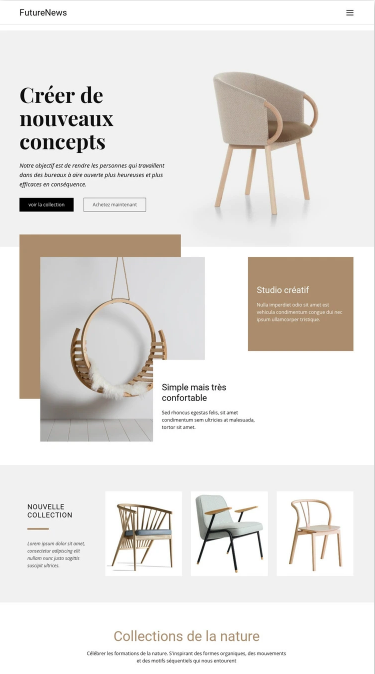 FutureNews
Créer de
nouveaux
concepts
Notre objectif est de rendre les personnes qui travaillent
dans des bureaux à aire ouverte plus heureuses et plus
efficaces en conséquence.
voir la collection
Achetez maintenant
Studio créatif
Nulla imperdiet odio sit amet est
vehicula condimentum congue dui nec
ipsum ullamcorper tristique.
Simple mais très
confortable
Sed rhoncus egestas felis, sit amet
condimentum sem ultricies at malesuada,
tortor sit amet.
NOUVELLE
COLLECTION
Lorem ipsum dolor sit amet,
consectetur adipiscing elit
nullam nunc justo sagittis
suscipit ultrices.
Collections de la nature
Célébrer les formations de la nature. S'inspirant des formes organiques, des mouvements
et des motifs séquentiels qui nous entourent